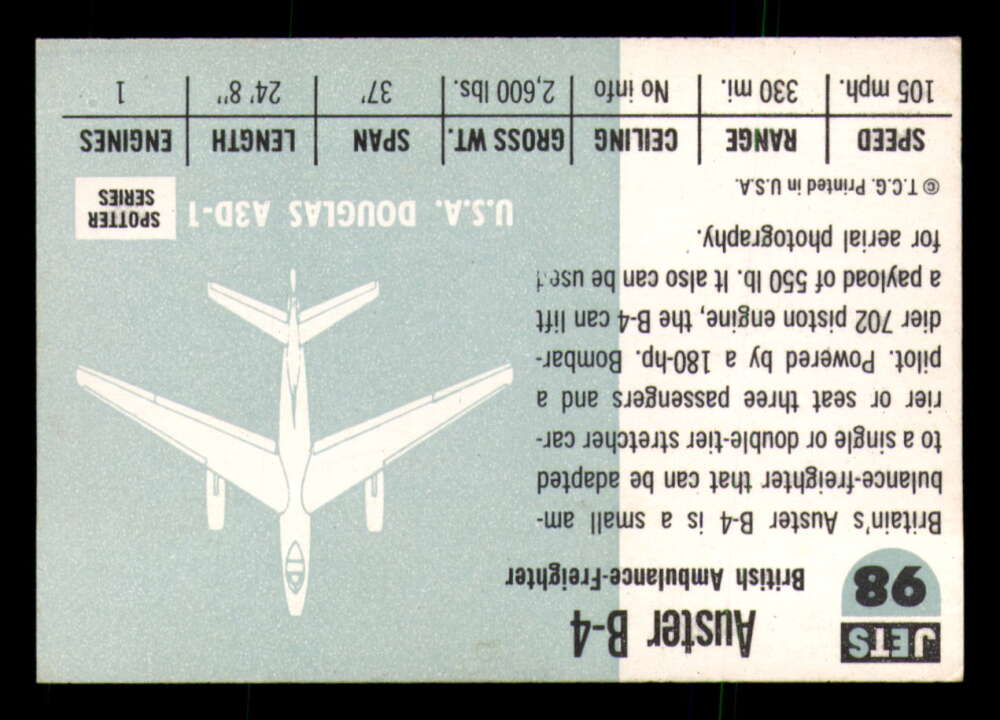 JETS
98
Auster B-4
British Ambulance-Freighter
Britain's Auster B-4 is a small am-
bulance-freighter that can be adapted
to a single or double-tier stretcher car-
rier or seat three passengers and a
pilot. Powered by a 180-hp. Bombar-
dier 702 piston engine, the B-4 can lift
a payload of 550 lb. It also can be used
for aerial photography.
© T.C.G. Printed in U.S.A.
U.S.A. DOUGLAS A3D-1
SPOTTER
SERIES
SPEED RANGE CEILING GROSS WT. SPAN LENGTH ENGINES
105 mph. 330 mi. No info 2,600 lbs. 37' 24' 8" 1